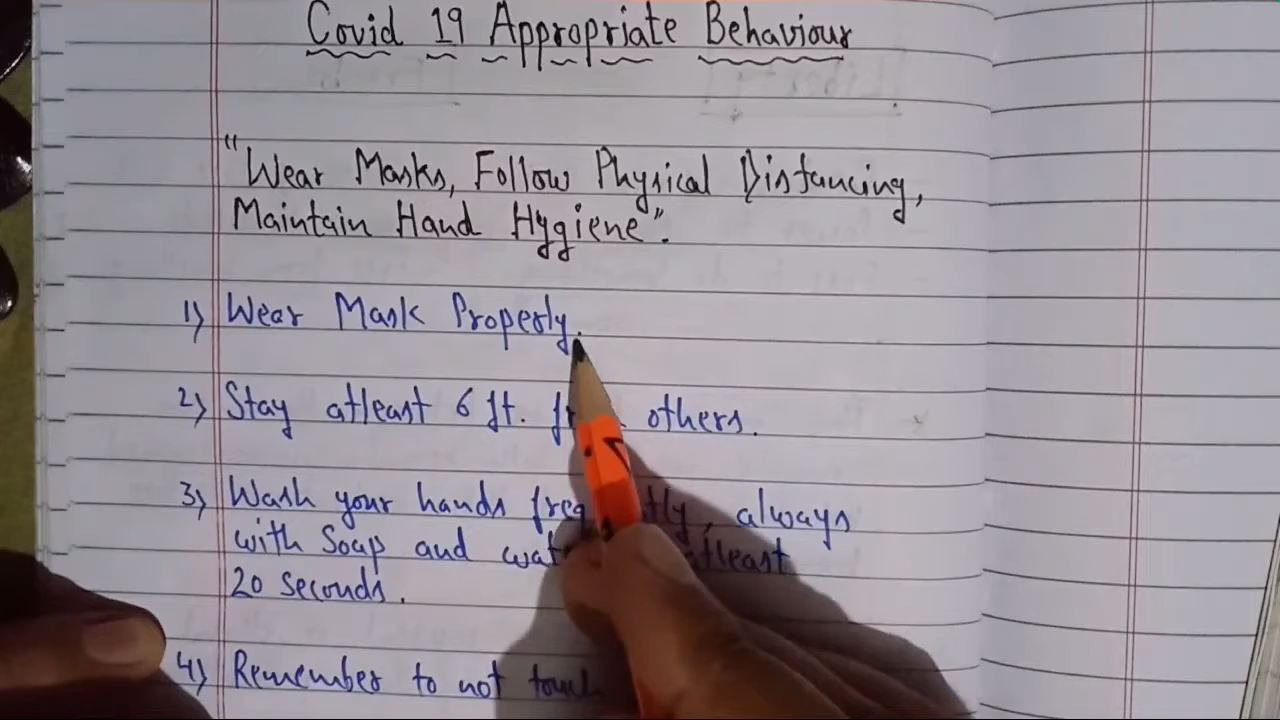 Covid 19 Appropriate Behaviour
"Wear Masks, Follow Physical Distancing,
Maintain Hand Hygiene".
1) Wear Mask Properly.
2) Stay atleast 6 ft. others.
3) Wash your hands always
with Soap and atleast
20 seconds.
4) Remember to not touch